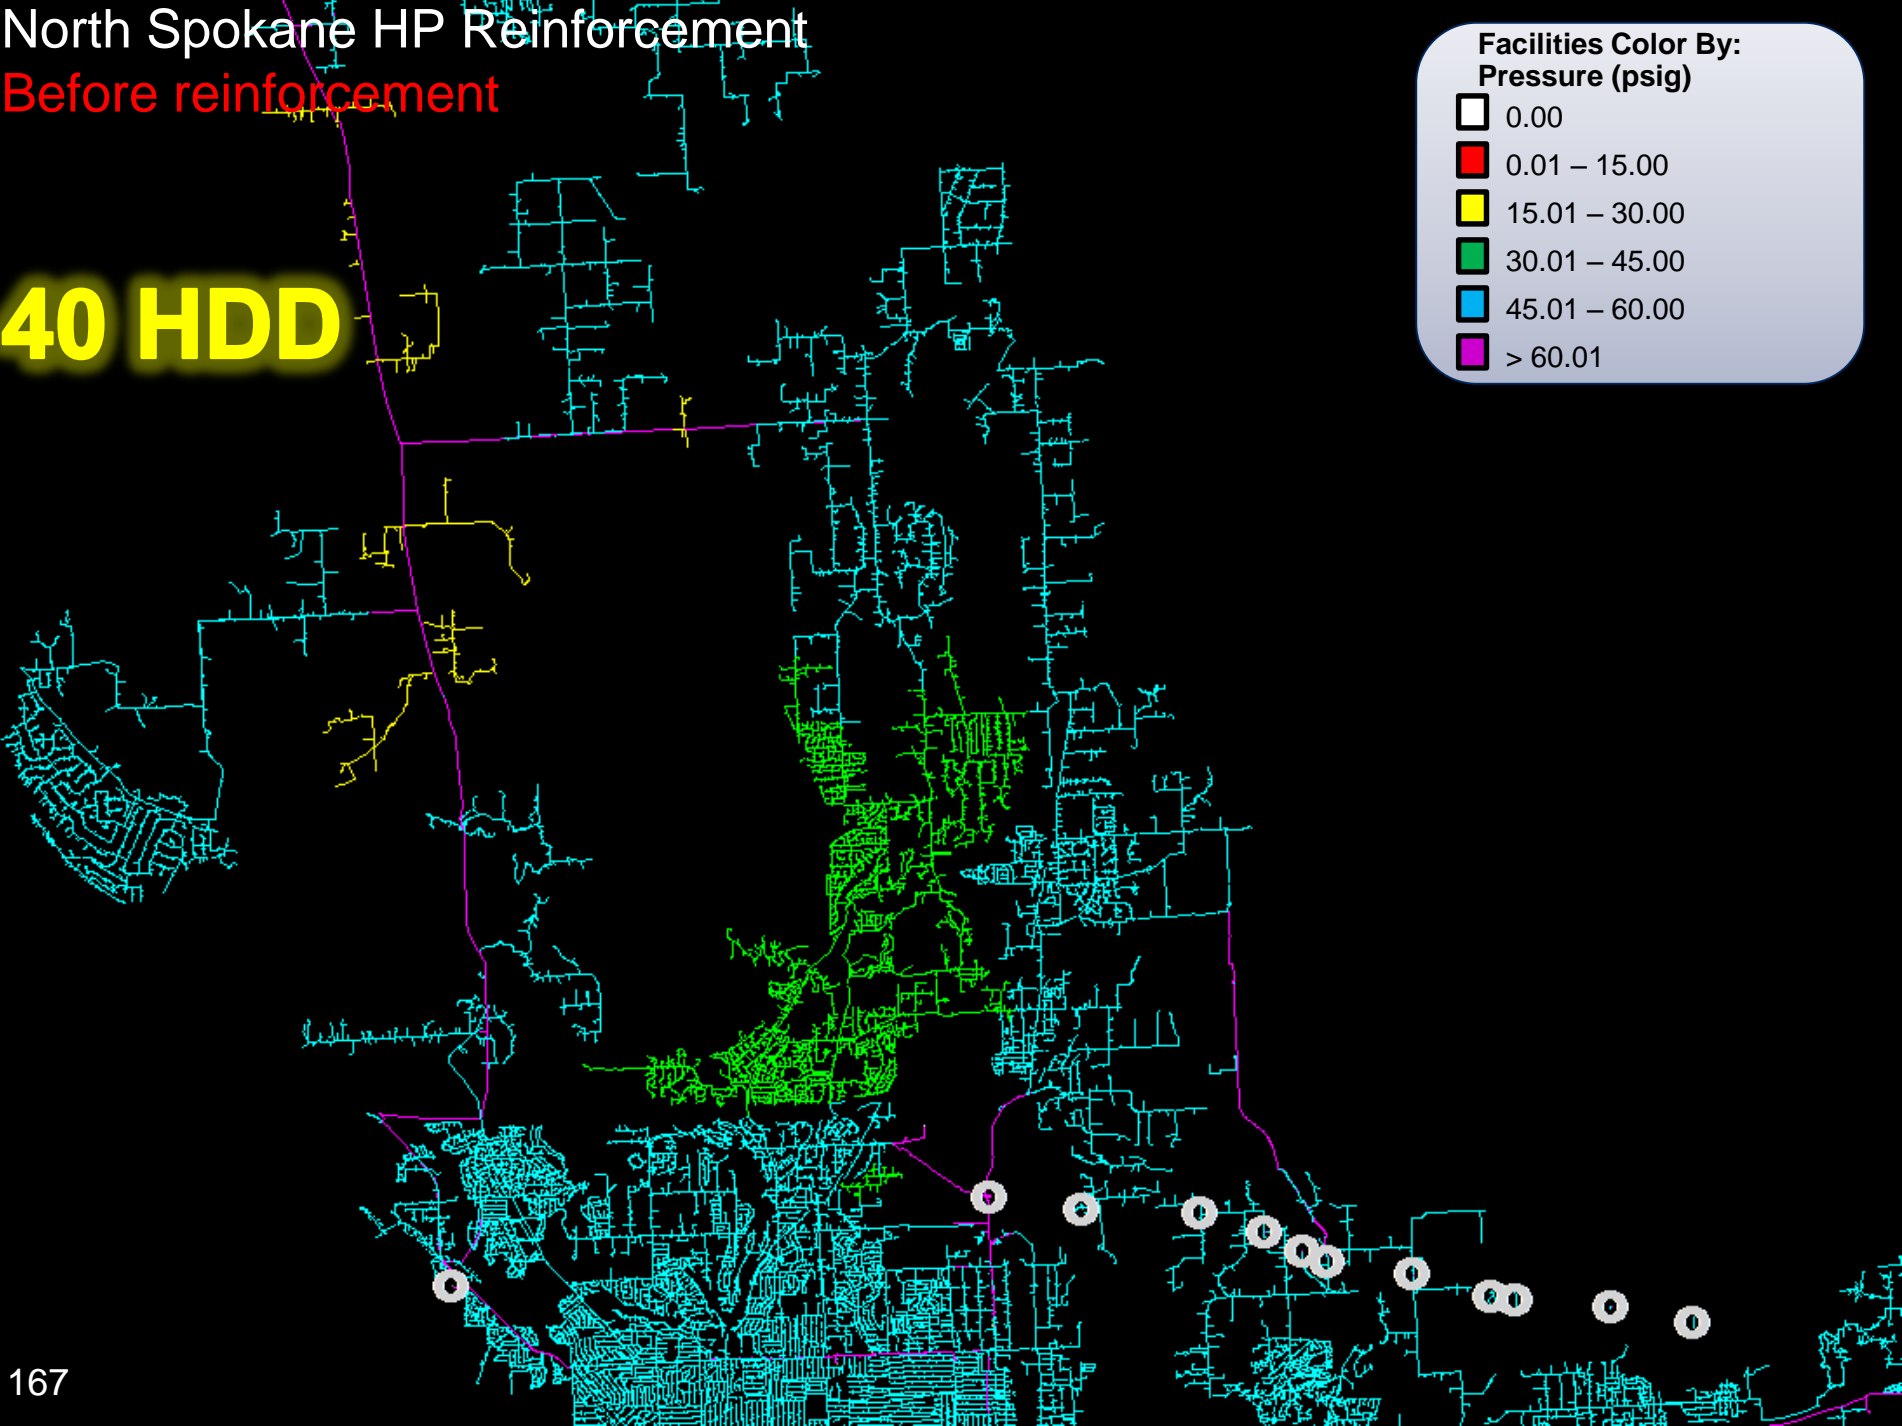 North Spokane HP Reinforcement
Before reinforcement
Facilities Color By:
Pressure (psig)
0.00
0.01 – 15.00
15.01 – 30.00
30.01 – 45.00
45.01 – 60.00
> 60.01
40 HDD
167